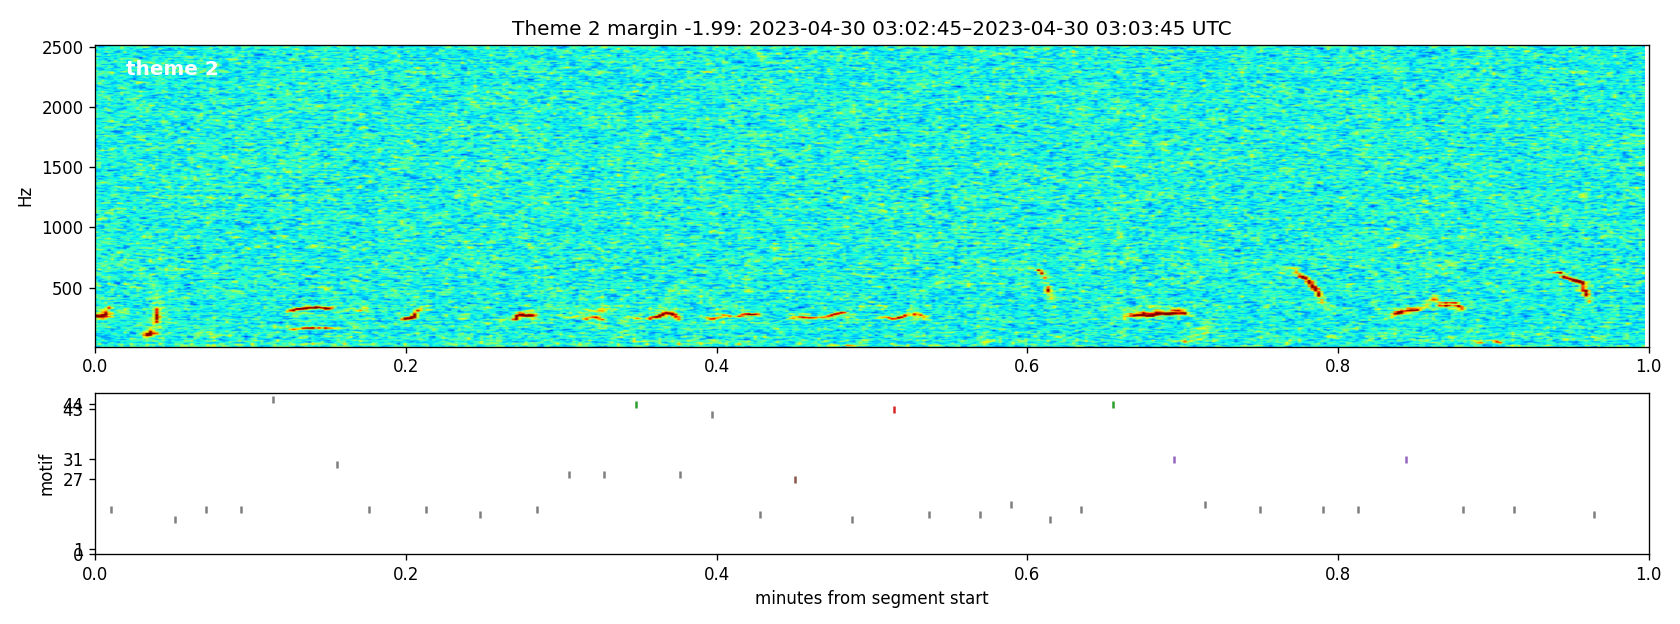 Theme 2 margin -1.99: 2023-04-30 03:02:45–2023-04-30 03:03:45 UTC
theme 2
2500
2000
1500
1000
500
Hz
0.0 0.2 0.4 0.6 0.8 1.0
44
43
31
27
1
0
motif
0.0 0.2 0.4 0.6 0.8 1.0
minutes from segment start